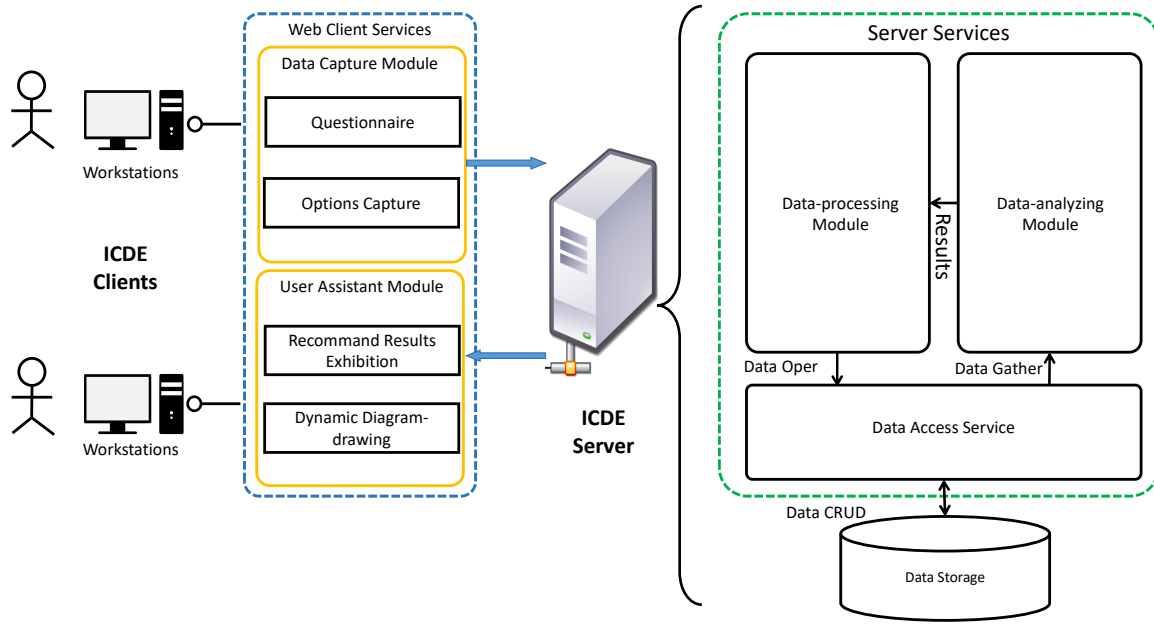 Web Client Services
Data Capture Module
Questionnaire
Options Capture
Workstations
ICDE
Clients
User Assistant Module
Recommand Results
Exhibition
Dynamic Diagram-
drawing
Workstations
ICDE
Server
Server Services
Data-processing
Module
Results
Data-analyzing
Module
Data Oper
Data Gather
Data Access Service
Data CRUD
Data Storage